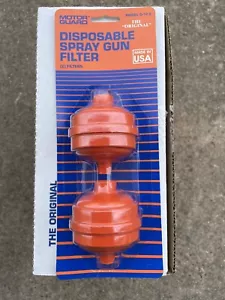 MOTOR GUARD
THE
"ORIGINAL"
DISPOSABLE
SPRAY GUN
FILTER
MADE IN
USA
THE ORIGINAL